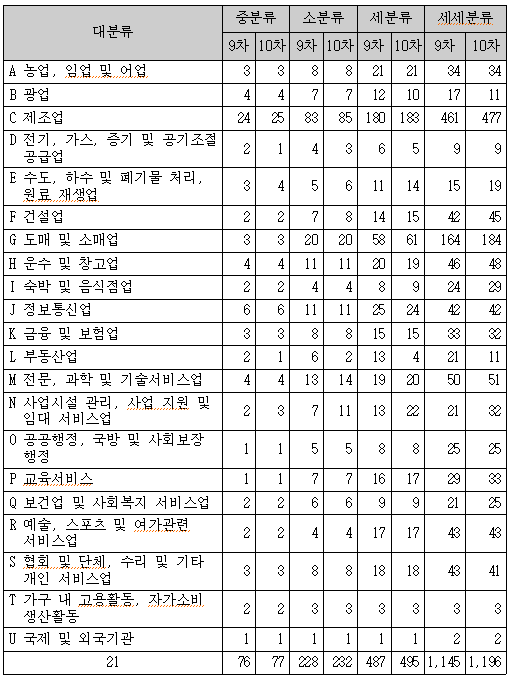 대분류 중분류 소분류 세분류 세세분류
9차 10차 9차 10차 9차 10차 9차 10차
A 농업, 임업 및 어업 3 3 8 8 21 21 34 34
B 광업 4 4 7 7 12 10 17 11
C 제조업 24 25 83 85 180 183 461 477
D 전기, 가스, 증기 및 공기조절
공급업 2 1 4 3 6 5 9 9
E 수도, 하수 및 폐기물 처리,
원료 재생업 3 4 5 6 11 14 15 19
F 건설업 2 2 7 8 14 15 42 45
G 도매 및 소매업 3 3 20 20 58 61 164 184
H 운수 및 창고업 4 4 11 11 20 19 46 48
I 숙박 및 음식점업 2 2 4 4 8 9 24 29
J 정보통신업 6 6 11 11 25 24 42 42
K 금융 및 보험업 3 3 8 8 15 15 33 32
L 부동산업 2 1 6 2 13 4 21 11
M 전문, 과학 및 기술서비스업 4 4 13 14 19 20 50 51
N 사업시설 관리, 사업 지원 및
임대 서비스업 2 3 7 11 13 22 21 32
O 공공행정, 국방 및 사회보장
행정 1 1 5 5 8 8 25 25
P 교육서비스 1 1 7 7 16 17 29 33
Q 보건업 및 사회복지 서비스업 2 2 6 6 9 9 21 25
R 예술, 스포츠 및 여가관련
서비스업 2 2 4 4 17 17 43 43
S 협회 및 단체, 수리 및 기타
개인 서비스업 3 3 8 8 18 18 43 41
T 가구 내 고용활동, 자가소비
생산활동 2 2 3 3 3 3 3 3
U 국제 및 외국기관 1 1 1 1 1 1 2 2
21 76 77 228 232 487 495 1,145 1,196